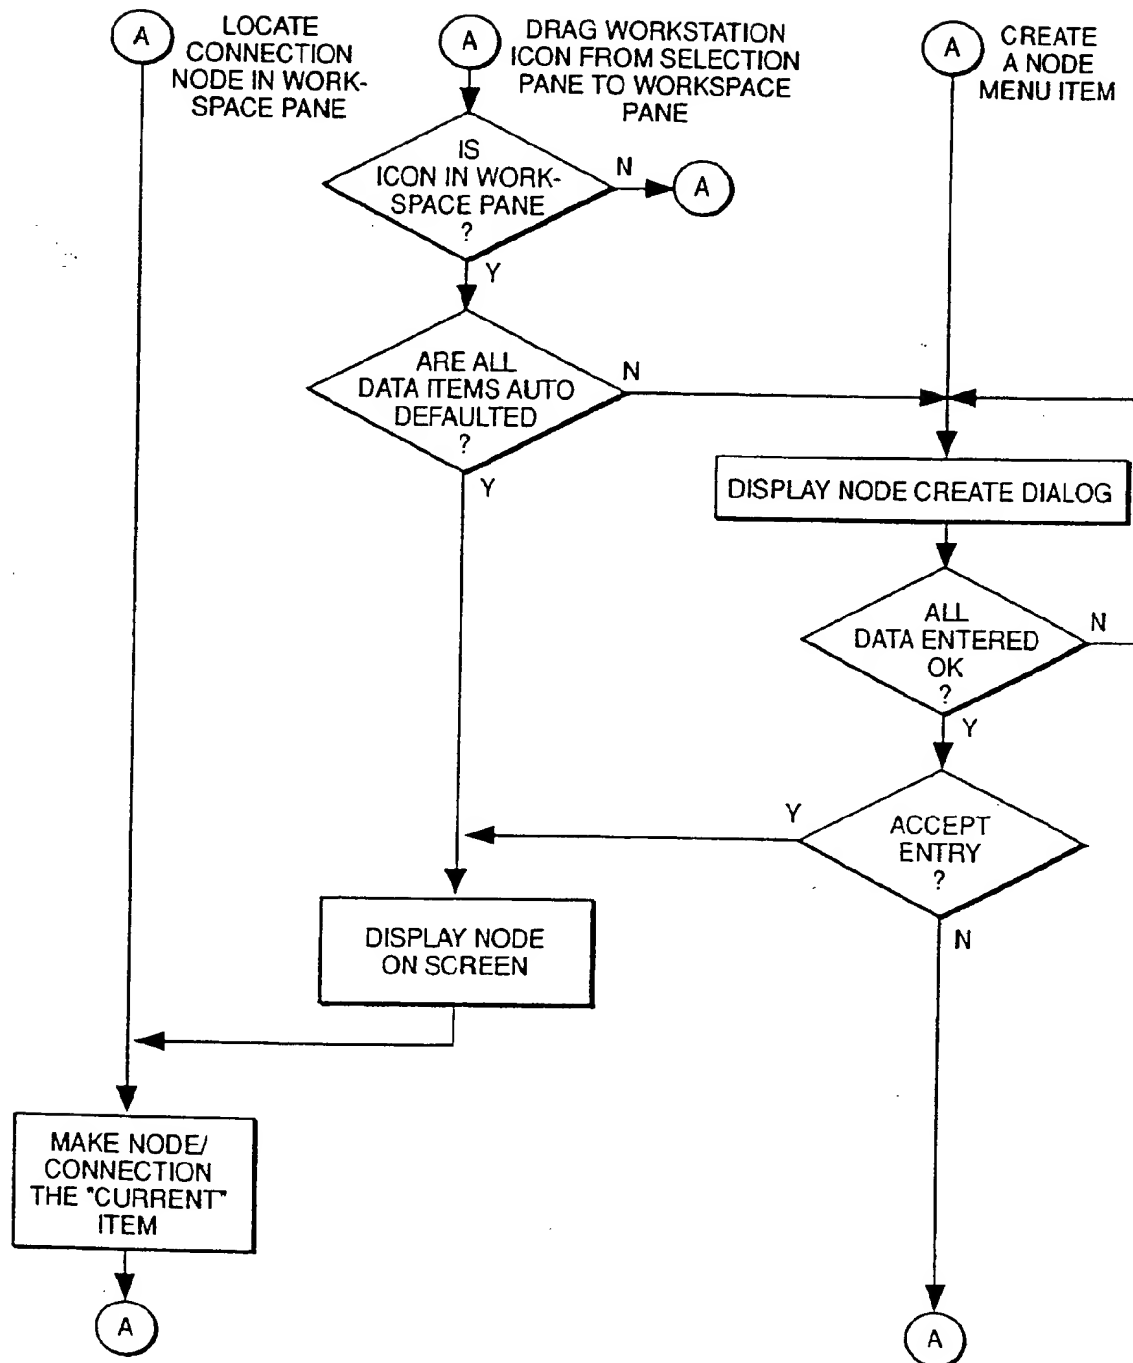 A
LOCATE
CONNECTION
NODE IN WORK-
SPACE PANE
A
DRAG WORKSTATION
ICON FROM SELECTION
PANE TO WORKSPACE
PANE
A
CREATE
A NODE
MENU ITEM
IS
ICON IN WORK-
SPACE PANE
?
N
A
Y
ARE ALL
DATA ITEMS AUTO
DEFAULTED
?
N
Y
DISPLAY NODE CREATE DIALOG
ALL
DATA ENTERED
OK
?
N
Y
ACCEPT
ENTRY
?
Y
N
DISPLAY NODE
ON SCREEN
MAKE NODE/
CONNECTION
THE "CURRENT"
ITEM
A
A